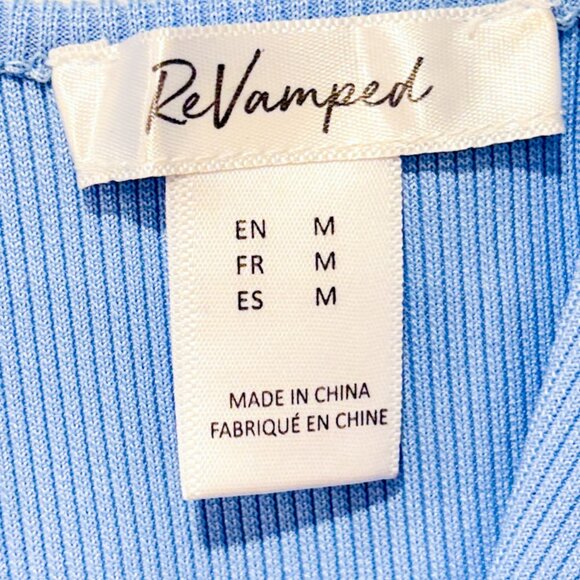 ReVamped
EN M
FR M
ES M
MADE IN CHINA
FABRIQUÉ EN CHINE